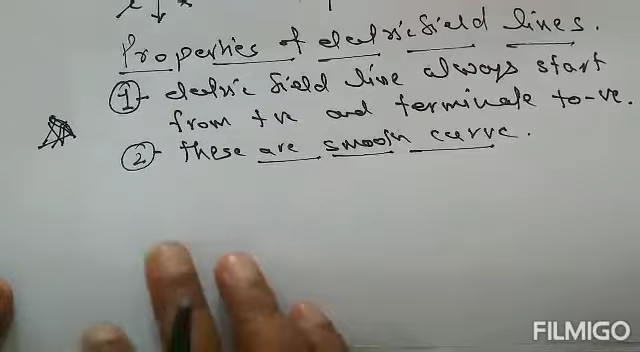 Properties of electric field lines.
①- electric field line always start
from +ve and terminate to -ve.
②- these are smooth curve.
FILMIGO